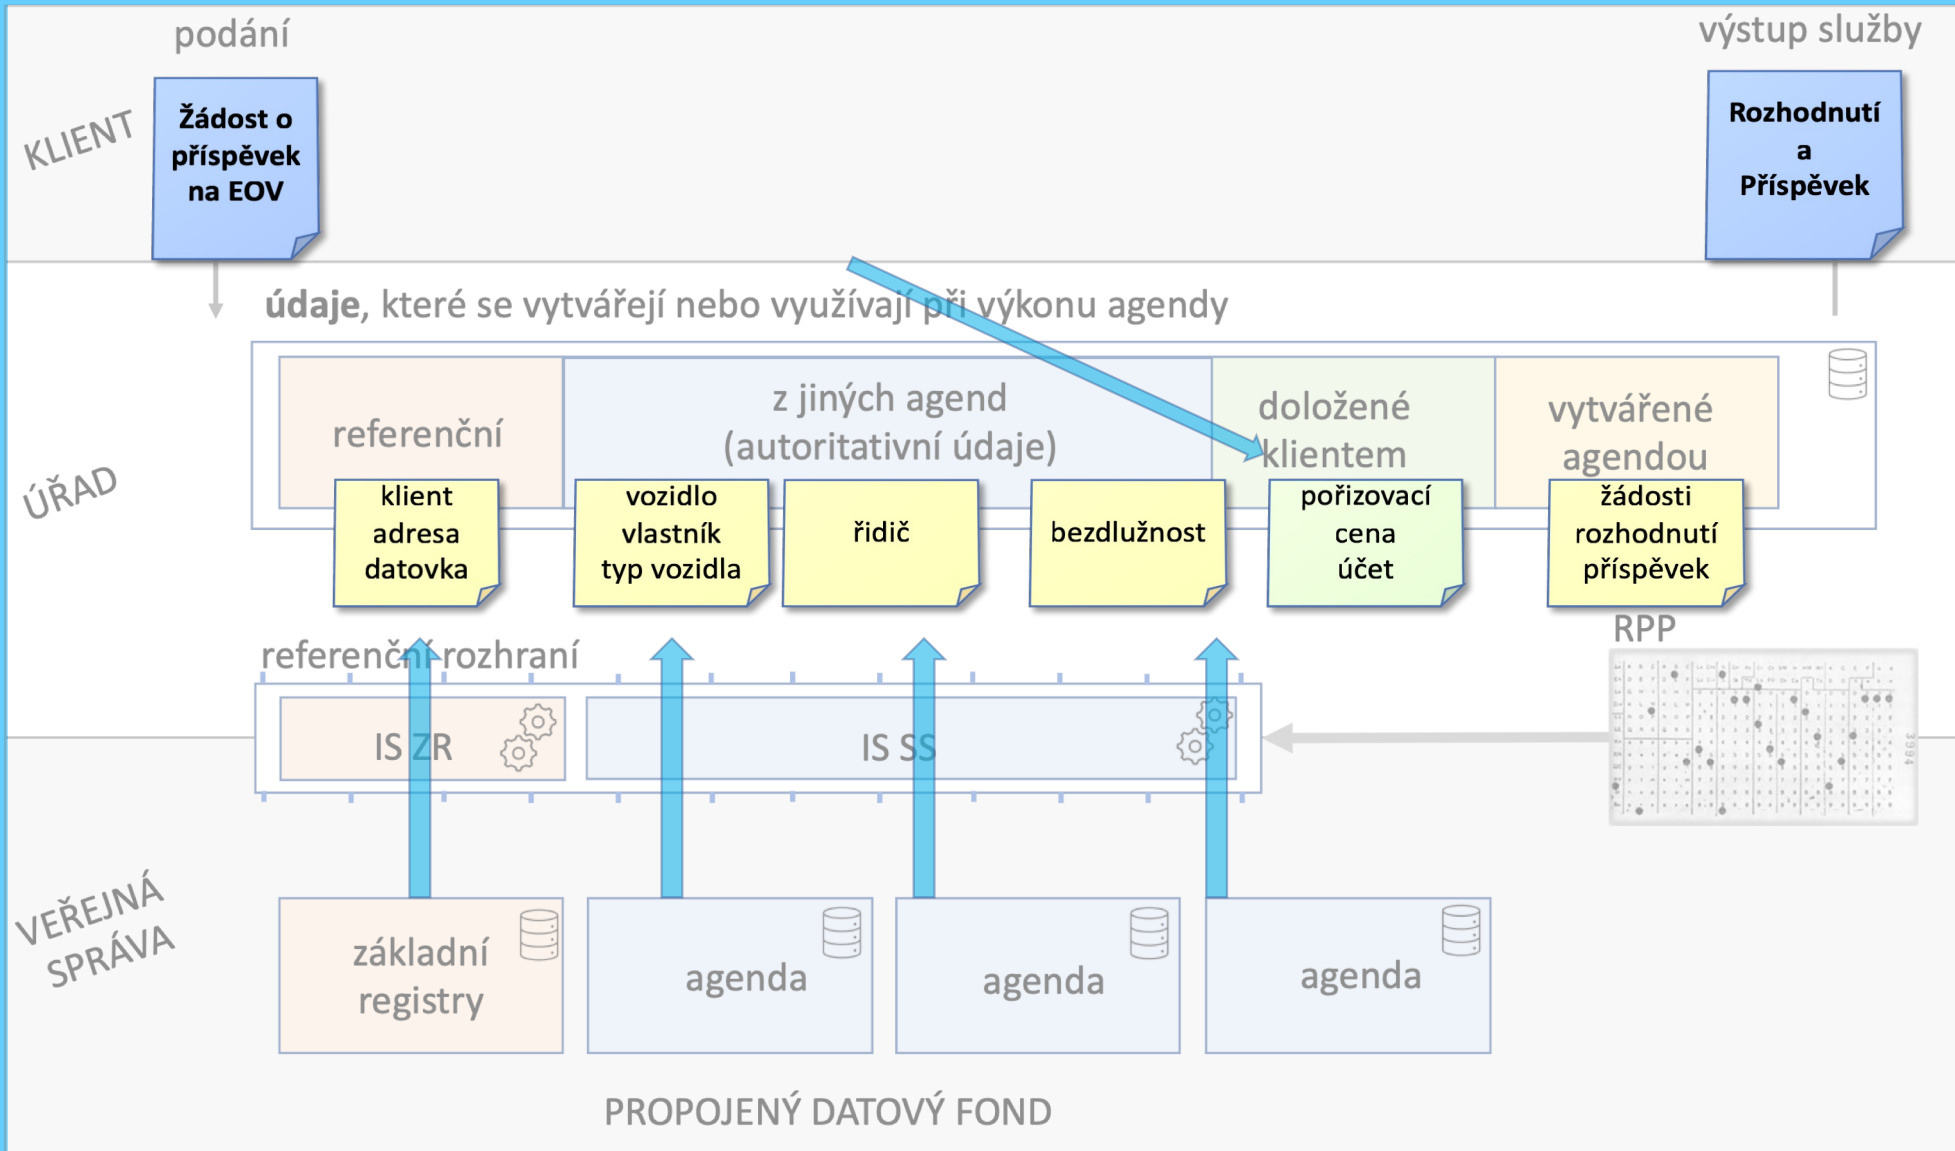 podání
výstup služby
KLIENT
Žádost o
příspěvek
na EOV
Rozhodnutí
a
Příspěvek
údaje, které se vytvářejí nebo využívají při výkonu agendy
ÚŘAD
referenční
z jiných agend
(autoritativní údaje)
doložené
klientem
vytvářené
agendou
klient
adresa
datovka
vozidlo
vlastník
typ vozidla
řidič
bezdlužnost
pořizovací
cena
účet
žádosti
rozhodnutí
příspěvek
referenční rozhraní
RPP
IS ZR
IS SS
3994
VEŘEJNÁ
SPRÁVA
základní
registry
agenda
agenda
agenda
PROPOJENÝ DATOVÝ FOND